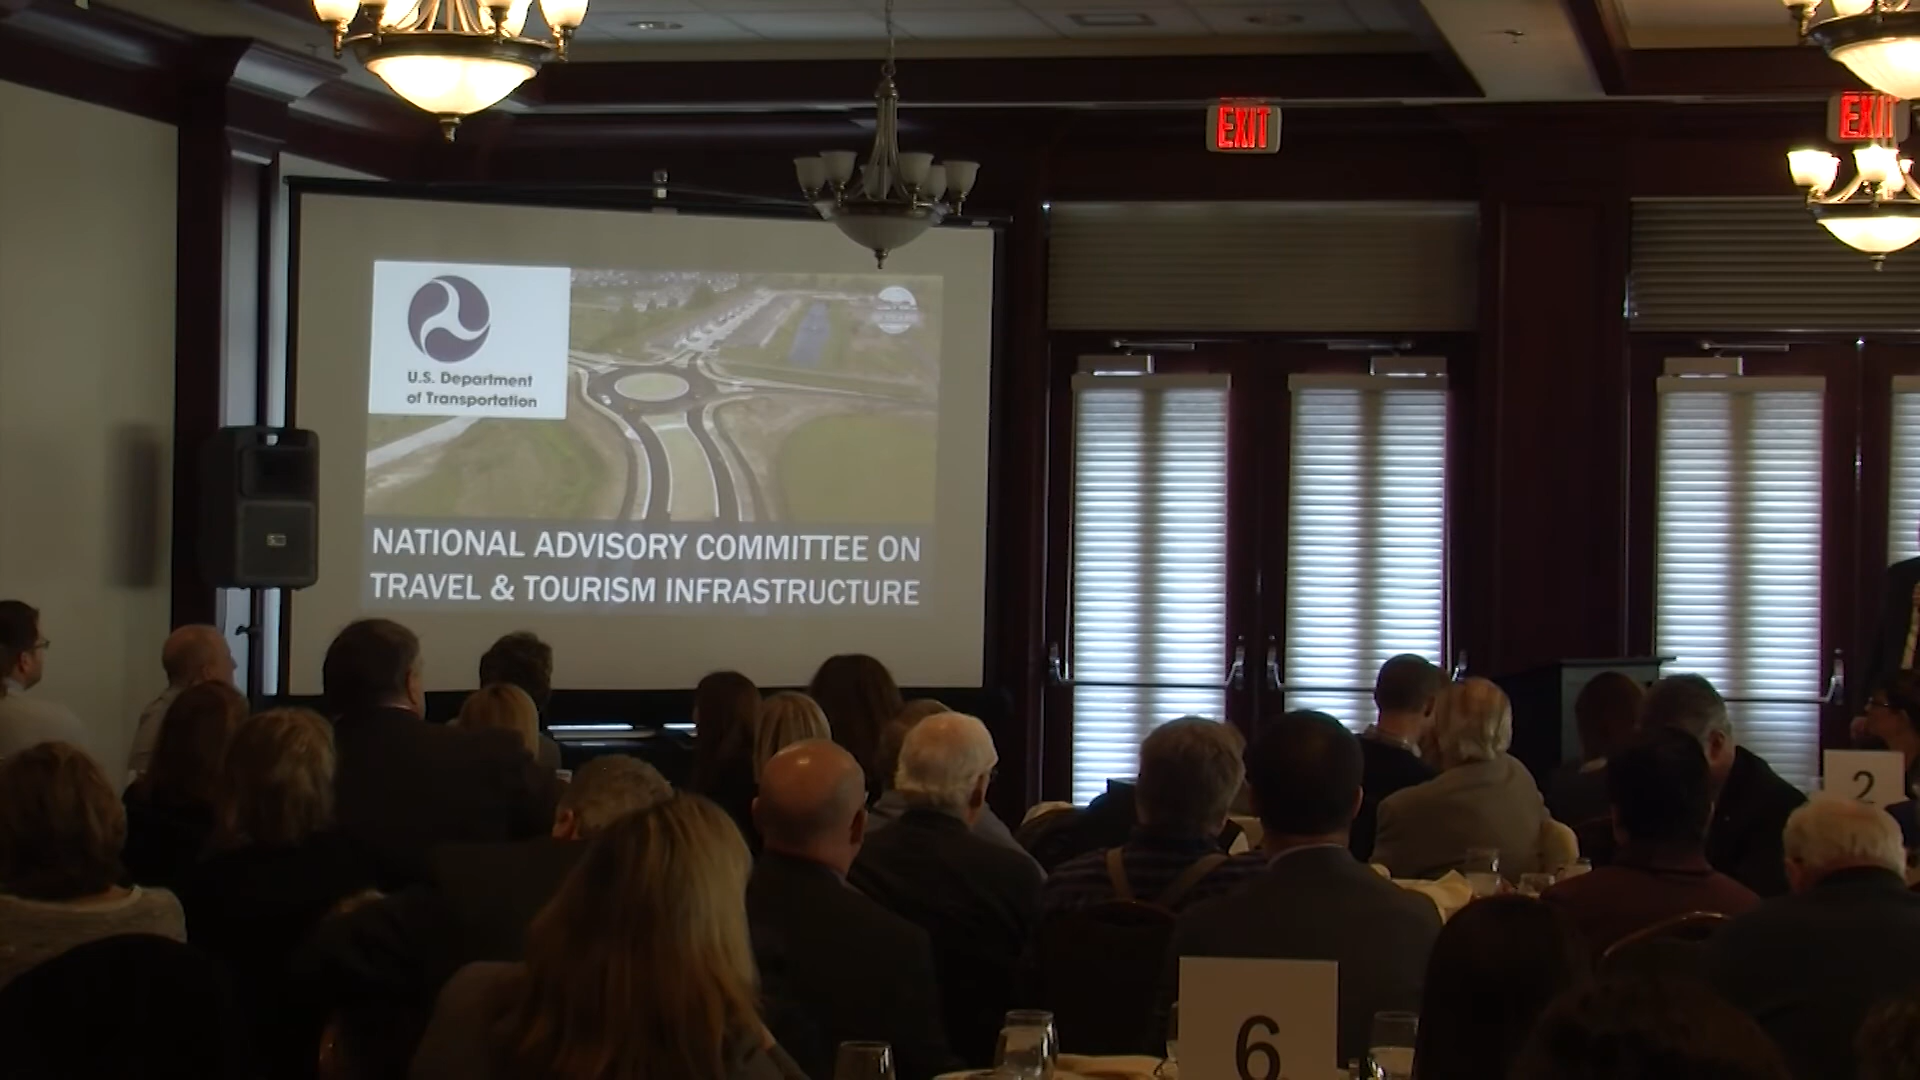 EXIT
EXIT
U.S. Department
of Transportation
NATIONAL ADVISORY COMMITTEE ON
TRAVEL & TOURISM INFRASTRUCTURE
2
6